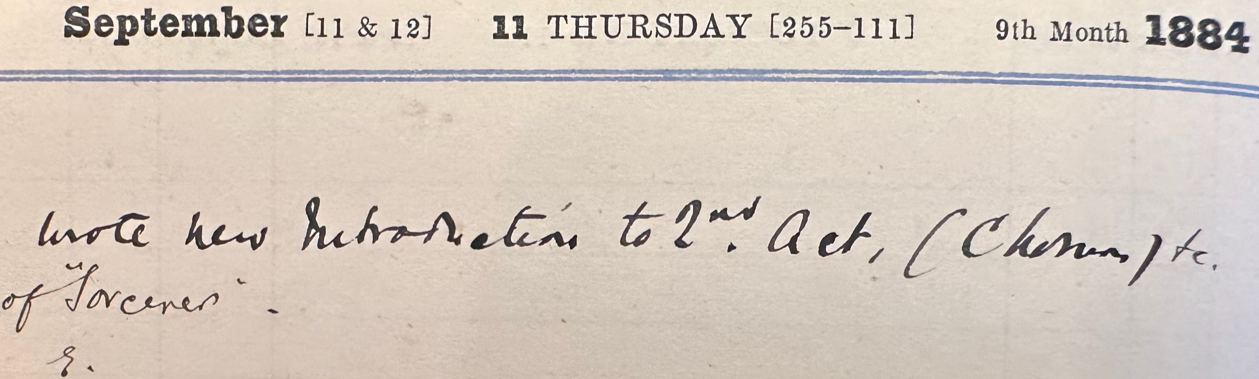 September [11 & 12] 11 THURSDAY [255–111] 9th Month 1884
Wrote new Introduction to 2nd. Act, (Chorus) &c.
of "Sorcerer".
E.